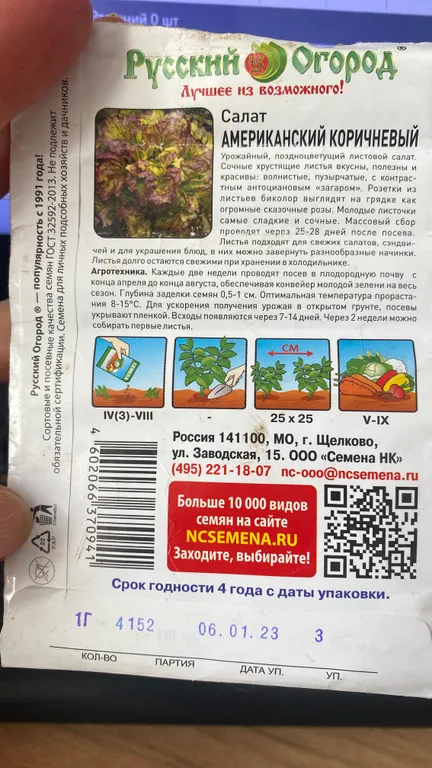 Русский Огород®
Лучшее из возможного!
Салат
АМЕРИКАНСКИЙ КОРИЧНЕВЫЙ
Урожайный, поздноцветущий листовой салат.
Сочные хрустящие листья вкусны, полезны и
красивы: волнистые, пузырчатые, с контраст-
ным антоциановым «загаром». Розетки из
листьев биколор выглядят на грядке как
огромные сказочные розы. Молодые листочки
самые сладкие и сочные. Массовый сбор
проводят через 25-28 дней после посева.
Листья подходят для свежих салатов, сэндви-
чей и для украшения блюд, в них можно завернуть разнообразные начинки.
Листья долго остаются свежими при хранении в холодильнике.
Агротехника. Каждые две недели проводят посев в плодородную почву с
конца апреля до конца августа, обеспечивая конвейер молодой зелени на весь
сезон. Глубина заделки семян 0,5-1 см. Оптимальная температура прораста-
ния 8-15°С. Для ускорения получения урожая в открытом грунте, посевы
укрывают пленкой. Всходы появляются через 7-14 дней. Через 2 недели можно
собирать первые листья.
СМ
IV(3)-VIII
-
25 x 25
V-IX
Россия 141100, МО, г. Щелково,
ул. Заводская, 15. ООО «Семена НК»
(495) 221-18-07 nc-ooo@ncsemena.ru
Больше 10 000 видов
семян на сайте
NCSEMENA.RU
Заходите, выбирайте!
4602006370941
Срок годности 4 года с даты упаковки.
1Г 4152 06.01.23 3
КОЛ-ВО ПАРТИЯ ДАТА УП. УП.
Русский Огород ® — популярность с 1991 года!
Сортовые и посевные качества семян ГОСТ 32592-2013. Не подлежит
обязательной сертификации. Семена для личных подсобных хозяйств и дачников.
22
PAP